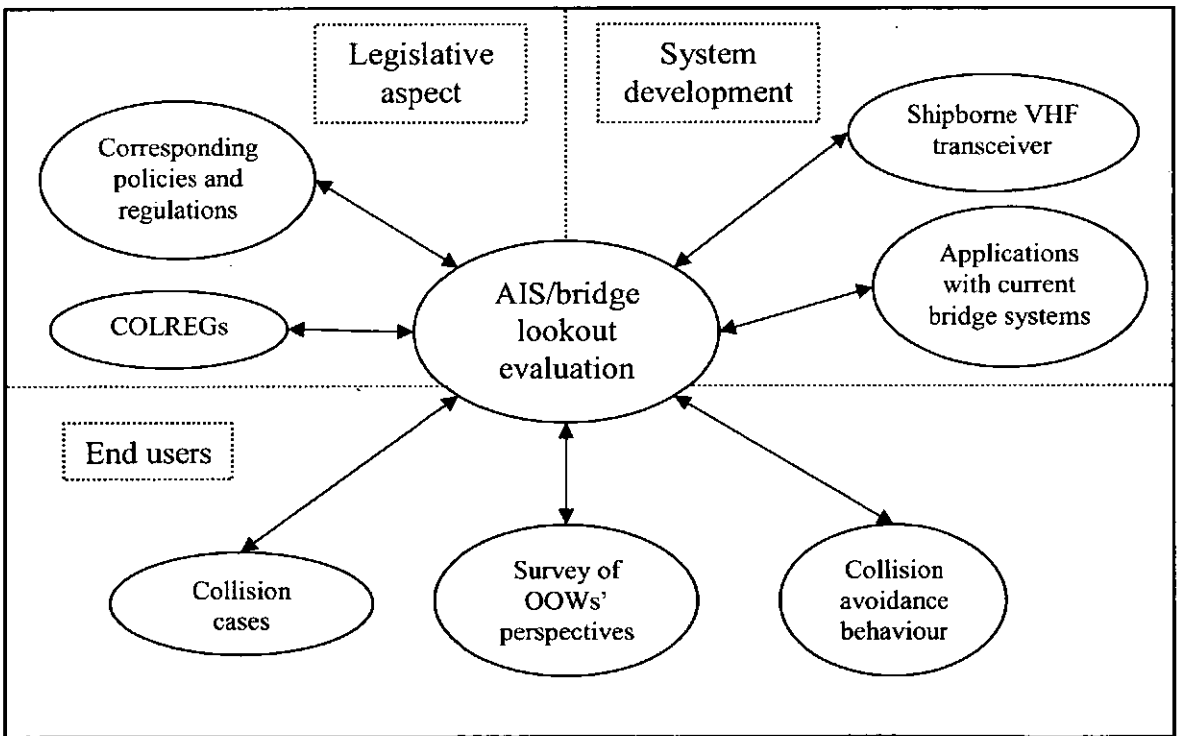 Legislative
aspect
System
development
Corresponding
policies and
regulations
Shipborne VHF
transceiver
COLREGs
AIS/bridge
lookout
evaluation
Applications
with current
bridge systems
End users
Collision
cases
Survey of
OOWs'
perspectives
Collision
avoidance
behaviour